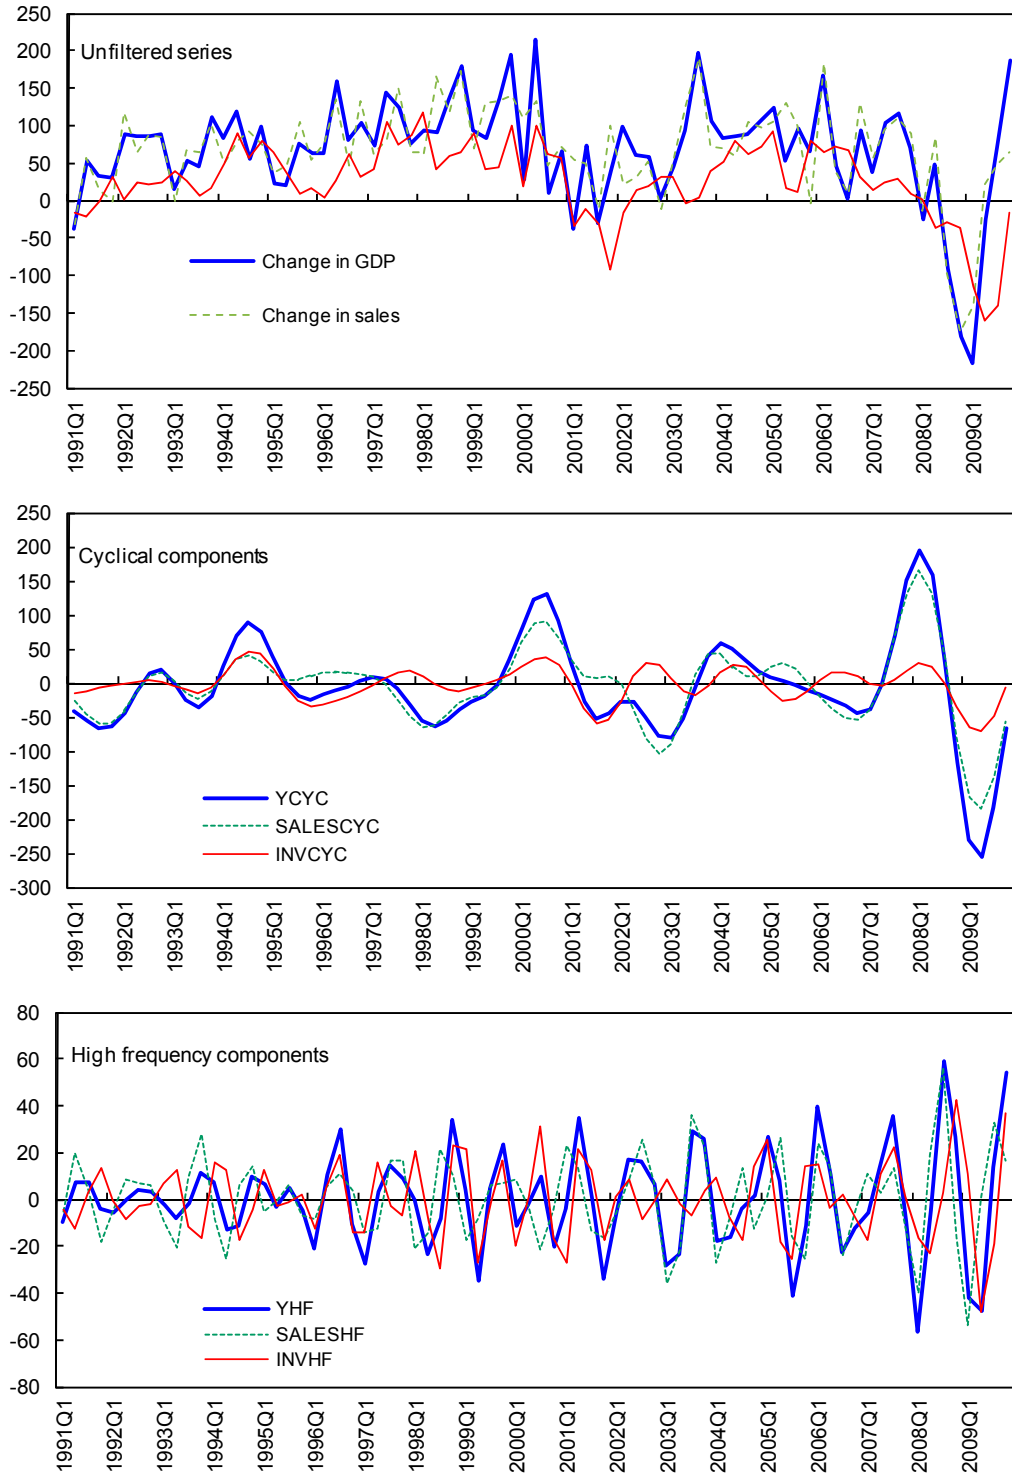 250
200
150
100
50
0
-50
-100
-150
-200
-250
Unfiltered series
Change in GDP
Change in sales
1991Q1
1992Q1
1993Q1
1994Q1
1995Q1
1996Q1
1997Q1
1998Q1
1999Q1
2000Q1
2001Q1
2002Q1
2003Q1
2004Q1
2005Q1
2006Q1
2007Q1
2008Q1
2009Q1
250
200
150
100
50
0
-50
-100
-150
-200
-250
-300
Cyclical components
YCYC
SALESCYC
INVCYC
1991Q1
1992Q1
1993Q1
1994Q1
1995Q1
1996Q1
1997Q1
1998Q1
1999Q1
2000Q1
2001Q1
2002Q1
2003Q1
2004Q1
2005Q1
2006Q1
2007Q1
2008Q1
2009Q1
80
60
40
20
0
-20
-40
-60
-80
High frequency components
YHF
SALESHF
INVHF
1991Q1
1992Q1
1993Q1
1994Q1
1995Q1
1996Q1
1997Q1
1998Q1
1999Q1
2000Q1
2001Q1
2002Q1
2003Q1
2004Q1
2005Q1
2006Q1
2007Q1
2008Q1
2009Q1